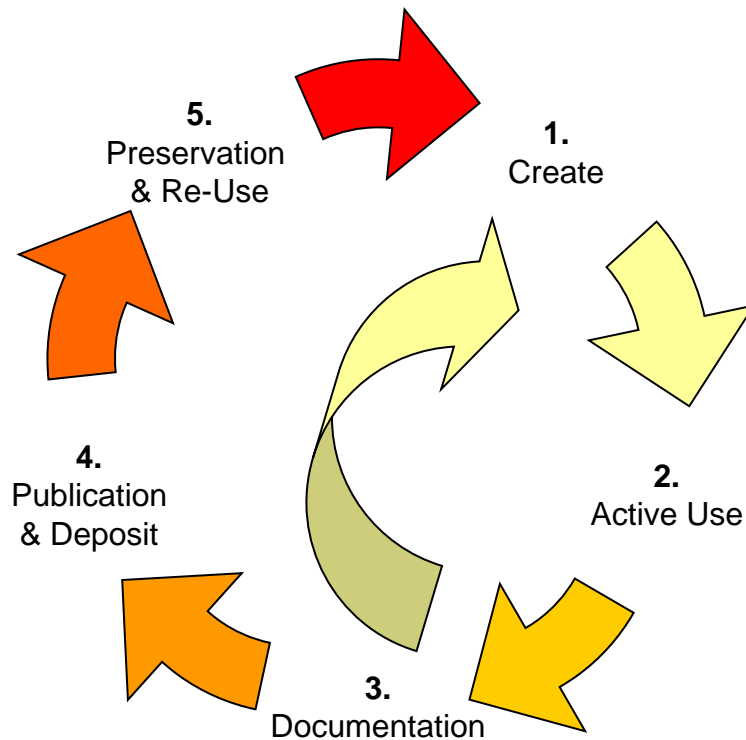 1.
Create
2.
Active Use
3.
Documentation
4.
Publication
& Deposit
5.
Preservation
& Re-Use